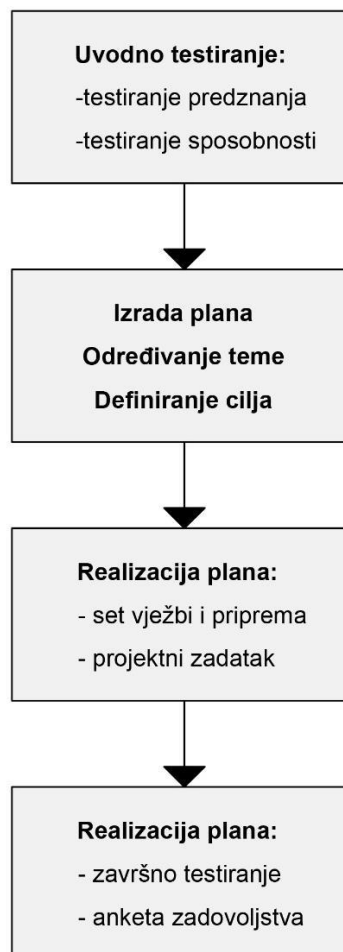 Uvodno testiranje:
-testiranje predznanja
-testiranje sposobnosti
Izrada plana
Određivanje teme
Definiranje cilja
Realizacija plana:
- set vježbi i priprema
- projektni zadatak
Realizacija plana:
- završno testiranje
- anketa zadovoljstva